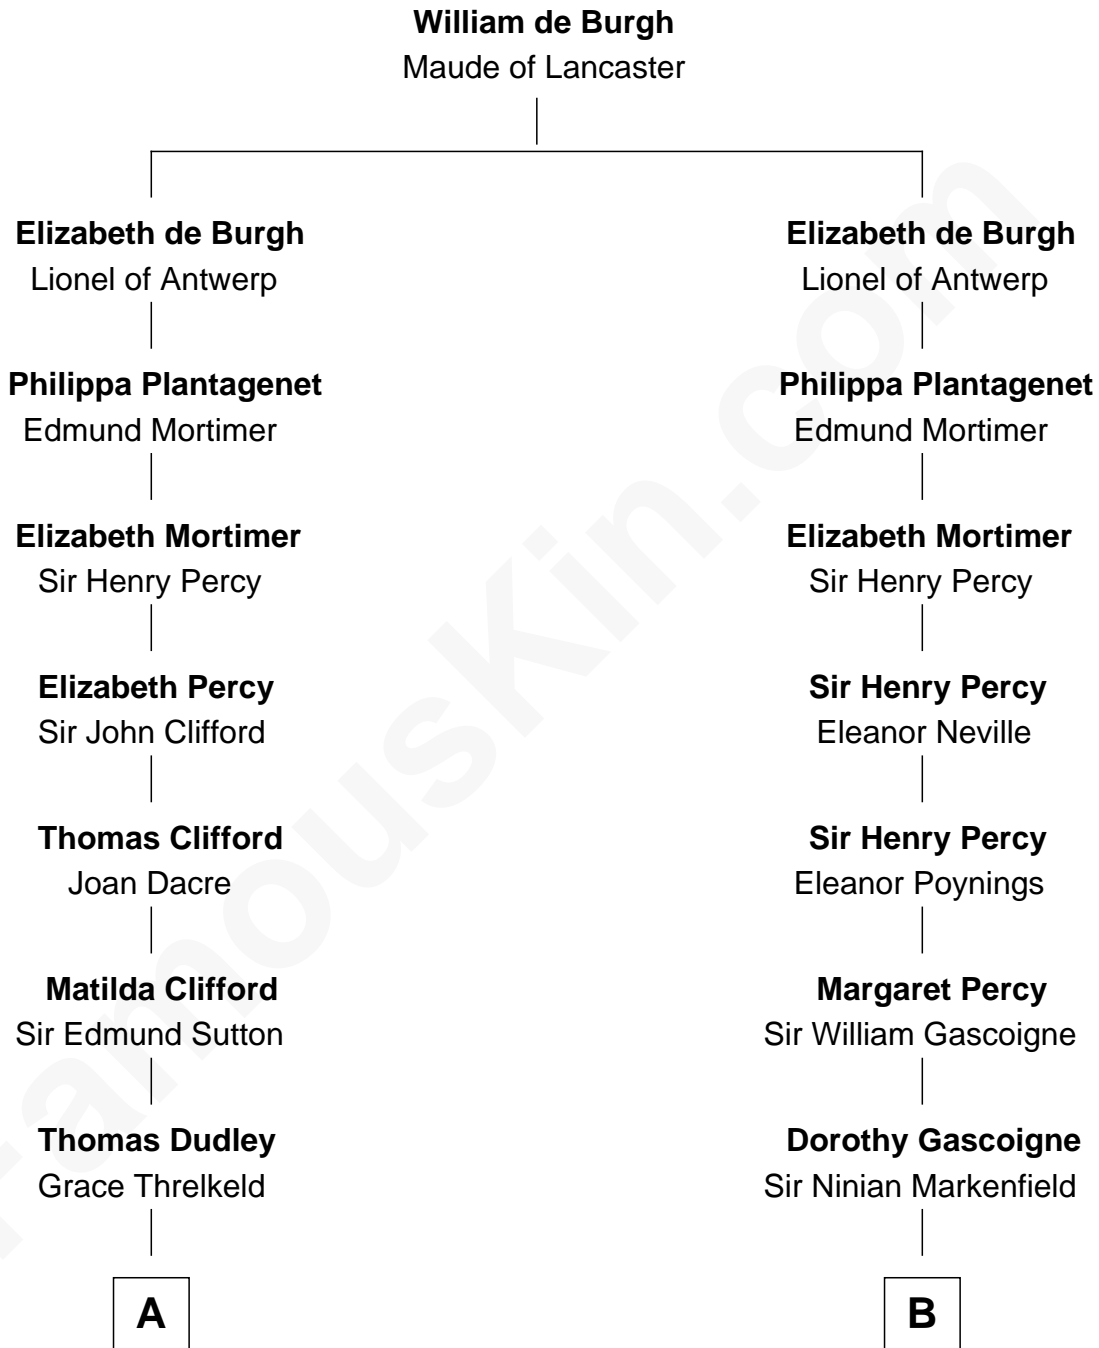 William de Burgh
Maude of Lancaster
Elizabeth de Burgh
Lionel of Antwerp
Elizabeth de Burgh
Lionel of Antwerp
Philippa Plantagenet
Edmund Mortimer
Philippa Plantagenet
Edmund Mortimer
Elizabeth Mortimer
Sir Henry Percy
Elizabeth Mortimer
Sir Henry Percy
Elizabeth Percy
Sir John Clifford
Sir Henry Percy
Eleanor Neville
Thomas Clifford
Joan Dacre
Sir Henry Percy
Eleanor Poynings
Matilda Clifford
Sir Edmund Sutton
Margaret Percy
Sir William Gascoigne
Thomas Dudley
Grace Threlkeld
Dorothy Gascoigne
Sir Ninian Markenfield
A
B
FamousKin.com